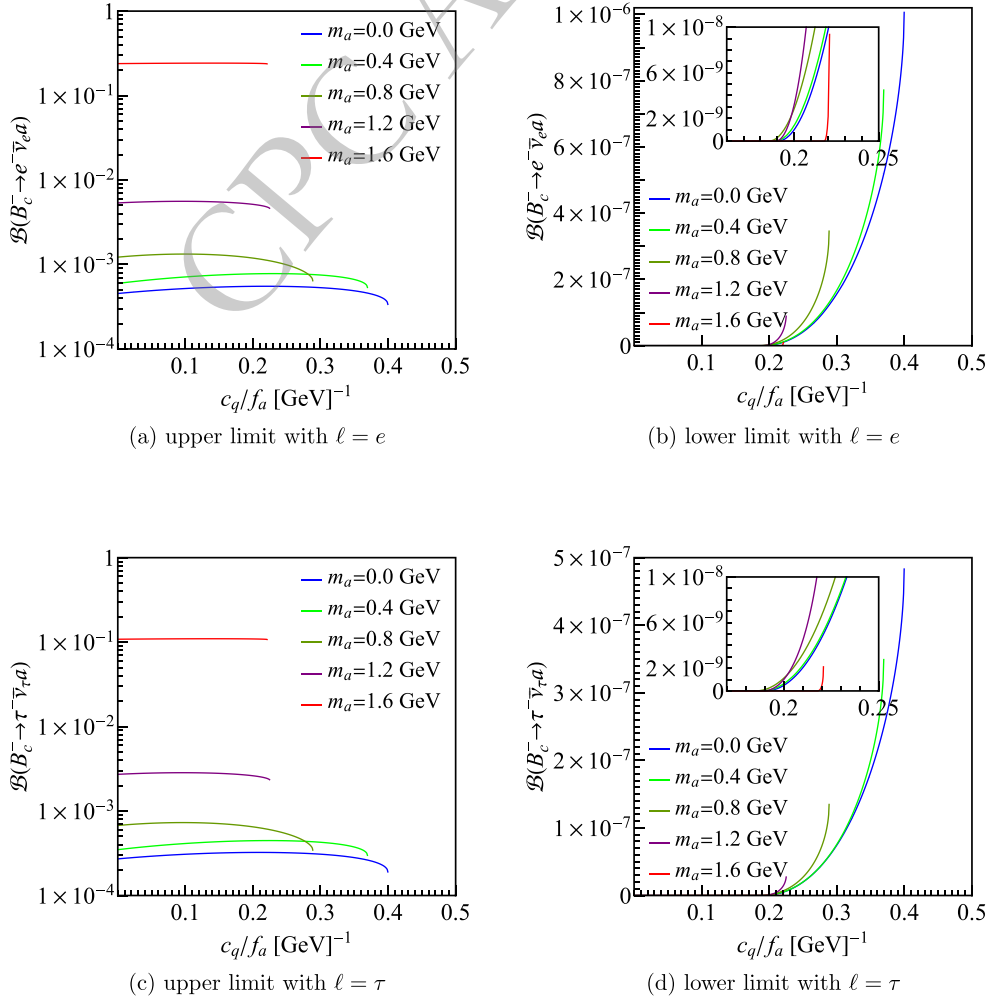 CPC A
1
1 × 10⁻¹
1 × 10⁻²
1 × 10⁻³
1 × 10⁻⁴
ℬ(B_c⁻→e⁻ν̄_e a)
m_a=0.0 GeV
m_a=0.4 GeV
m_a=0.8 GeV
m_a=1.2 GeV
m_a=1.6 GeV
0.1 0.2 0.3 0.4 0.5
c_q/f_a [GeV]⁻¹
(a) upper limit with ℓ = e
1 × 10⁻⁶
8 × 10⁻⁷
6 × 10⁻⁷
4 × 10⁻⁷
2 × 10⁻⁷
0
ℬ(B_c⁻→e⁻ν̄_e a)
1 × 10⁻⁸
6 × 10⁻⁹
2 × 10⁻⁹
0
0.2 0.25
m_a=0.0 GeV
m_a=0.4 GeV
m_a=0.8 GeV
m_a=1.2 GeV
m_a=1.6 GeV
0.1 0.2 0.3 0.4 0.5
c_q/f_a [GeV]⁻¹
(b) lower limit with ℓ = e
1
1 × 10⁻¹
1 × 10⁻²
1 × 10⁻³
1 × 10⁻⁴
ℬ(B_c⁻→τ⁻ν̄_τ a)
m_a=0.0 GeV
m_a=0.4 GeV
m_a=0.8 GeV
m_a=1.2 GeV
m_a=1.6 GeV
0.1 0.2 0.3 0.4 0.5
c_q/f_a [GeV]⁻¹
(c) upper limit with ℓ = τ
5 × 10⁻⁷
4 × 10⁻⁷
3 × 10⁻⁷
2 × 10⁻⁷
1 × 10⁻⁷
0
ℬ(B_c⁻→τ⁻ν̄_τ a)
1 × 10⁻⁸
6 × 10⁻⁹
2 × 10⁻⁹
0
0.2 0.25
m_a=0.0 GeV
m_a=0.4 GeV
m_a=0.8 GeV
m_a=1.2 GeV
m_a=1.6 GeV
0.1 0.2 0.3 0.4 0.5
c_q/f_a [GeV]⁻¹
(d) lower limit with ℓ = τ